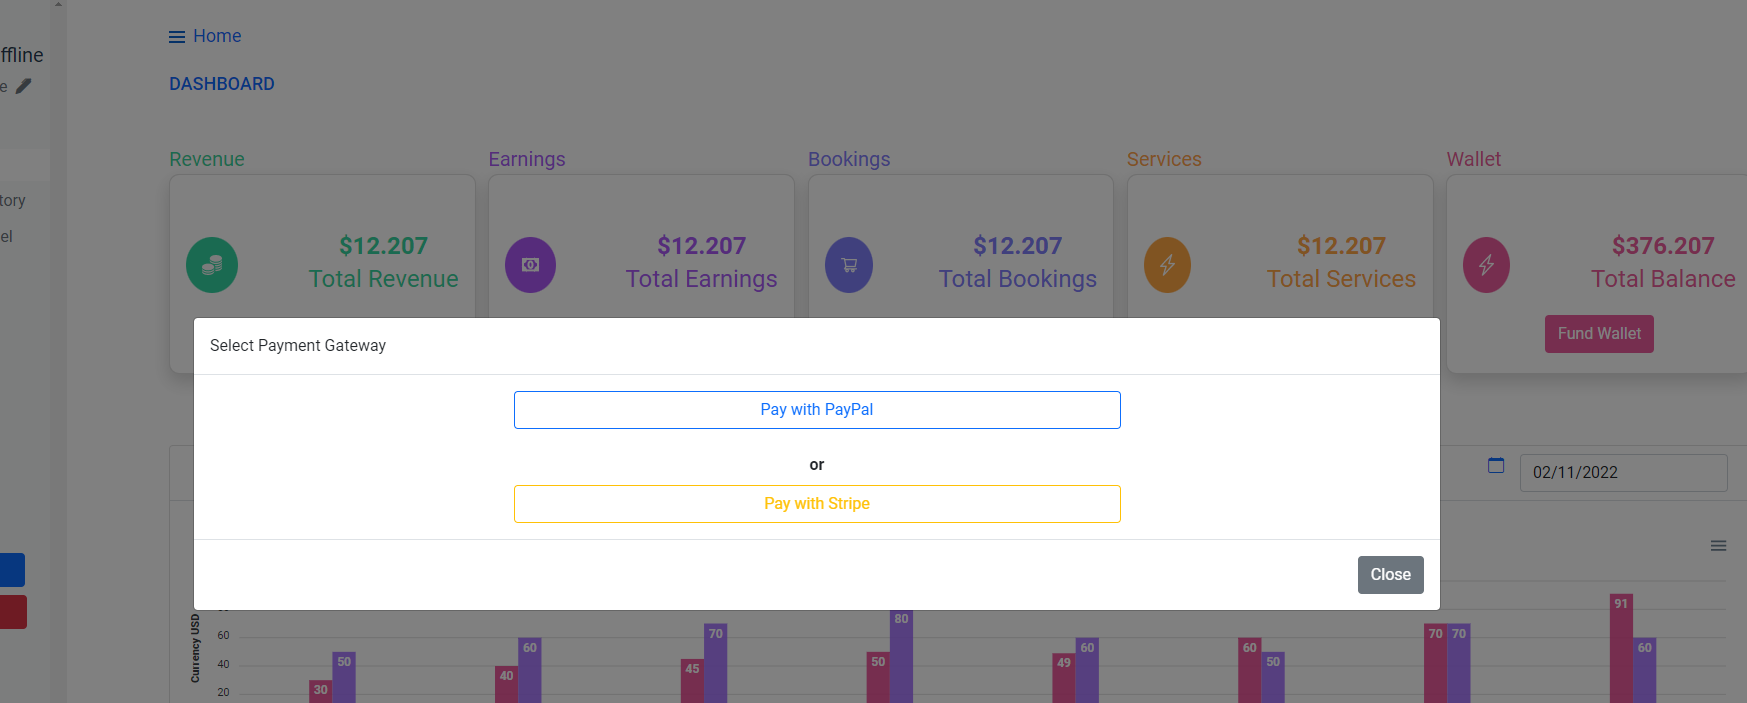 ffline
e
tory
el
Home
DASHBOARD
Revenue
$12.207
Total Revenue
Earnings
$12.207
Total Earnings
Bookings
$12.207
Total Bookings
Services
$12.207
Total Services
Wallet
$376.207
Total Balance
Fund Wallet
Select Payment Gateway
Pay with PayPal
or
Pay with Stripe
Close
02/11/2022
Currency USD
60
40
20
30
50
40
60
45
70
50
80
49
60
60
50
70
70
91
60